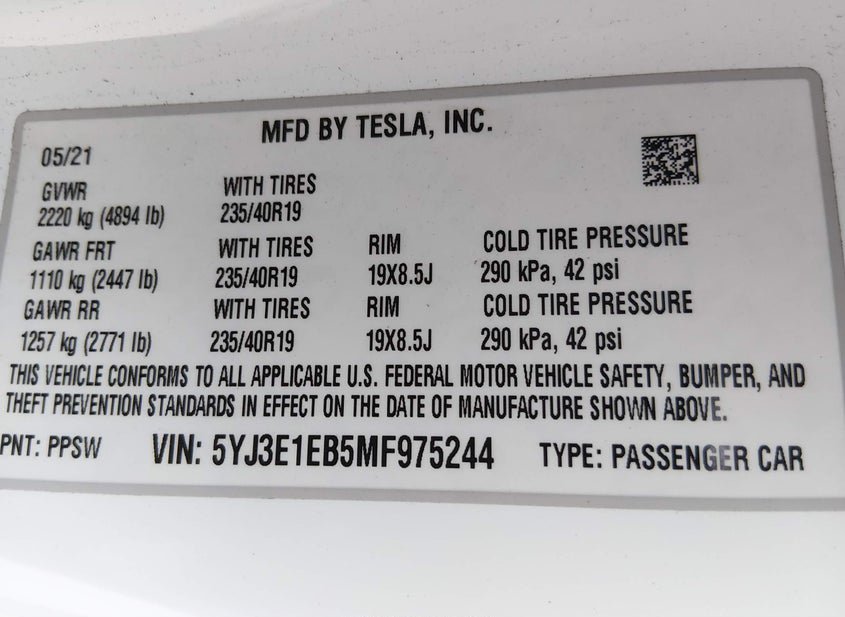 MFD BY TESLA, INC.
05/21
GVWR WITH TIRES
2220 kg (4894 lb) 235/40R19
GAWR FRT WITH TIRES RIM COLD TIRE PRESSURE
1110 kg (2447 lb) 235/40R19 19X8.5J 290 kPa, 42 psi
GAWR RR WITH TIRES RIM COLD TIRE PRESSURE
1257 kg (2771 lb) 235/40R19 19X8.5J 290 kPa, 42 psi
THIS VEHICLE CONFORMS TO ALL APPLICABLE U.S. FEDERAL MOTOR VEHICLE SAFETY, BUMPER, AND
THEFT PREVENTION STANDARDS IN EFFECT ON THE DATE OF MANUFACTURE SHOWN ABOVE.
PNT: PPSW VIN: 5YJ3E1EB5MF975244 TYPE: PASSENGER CAR